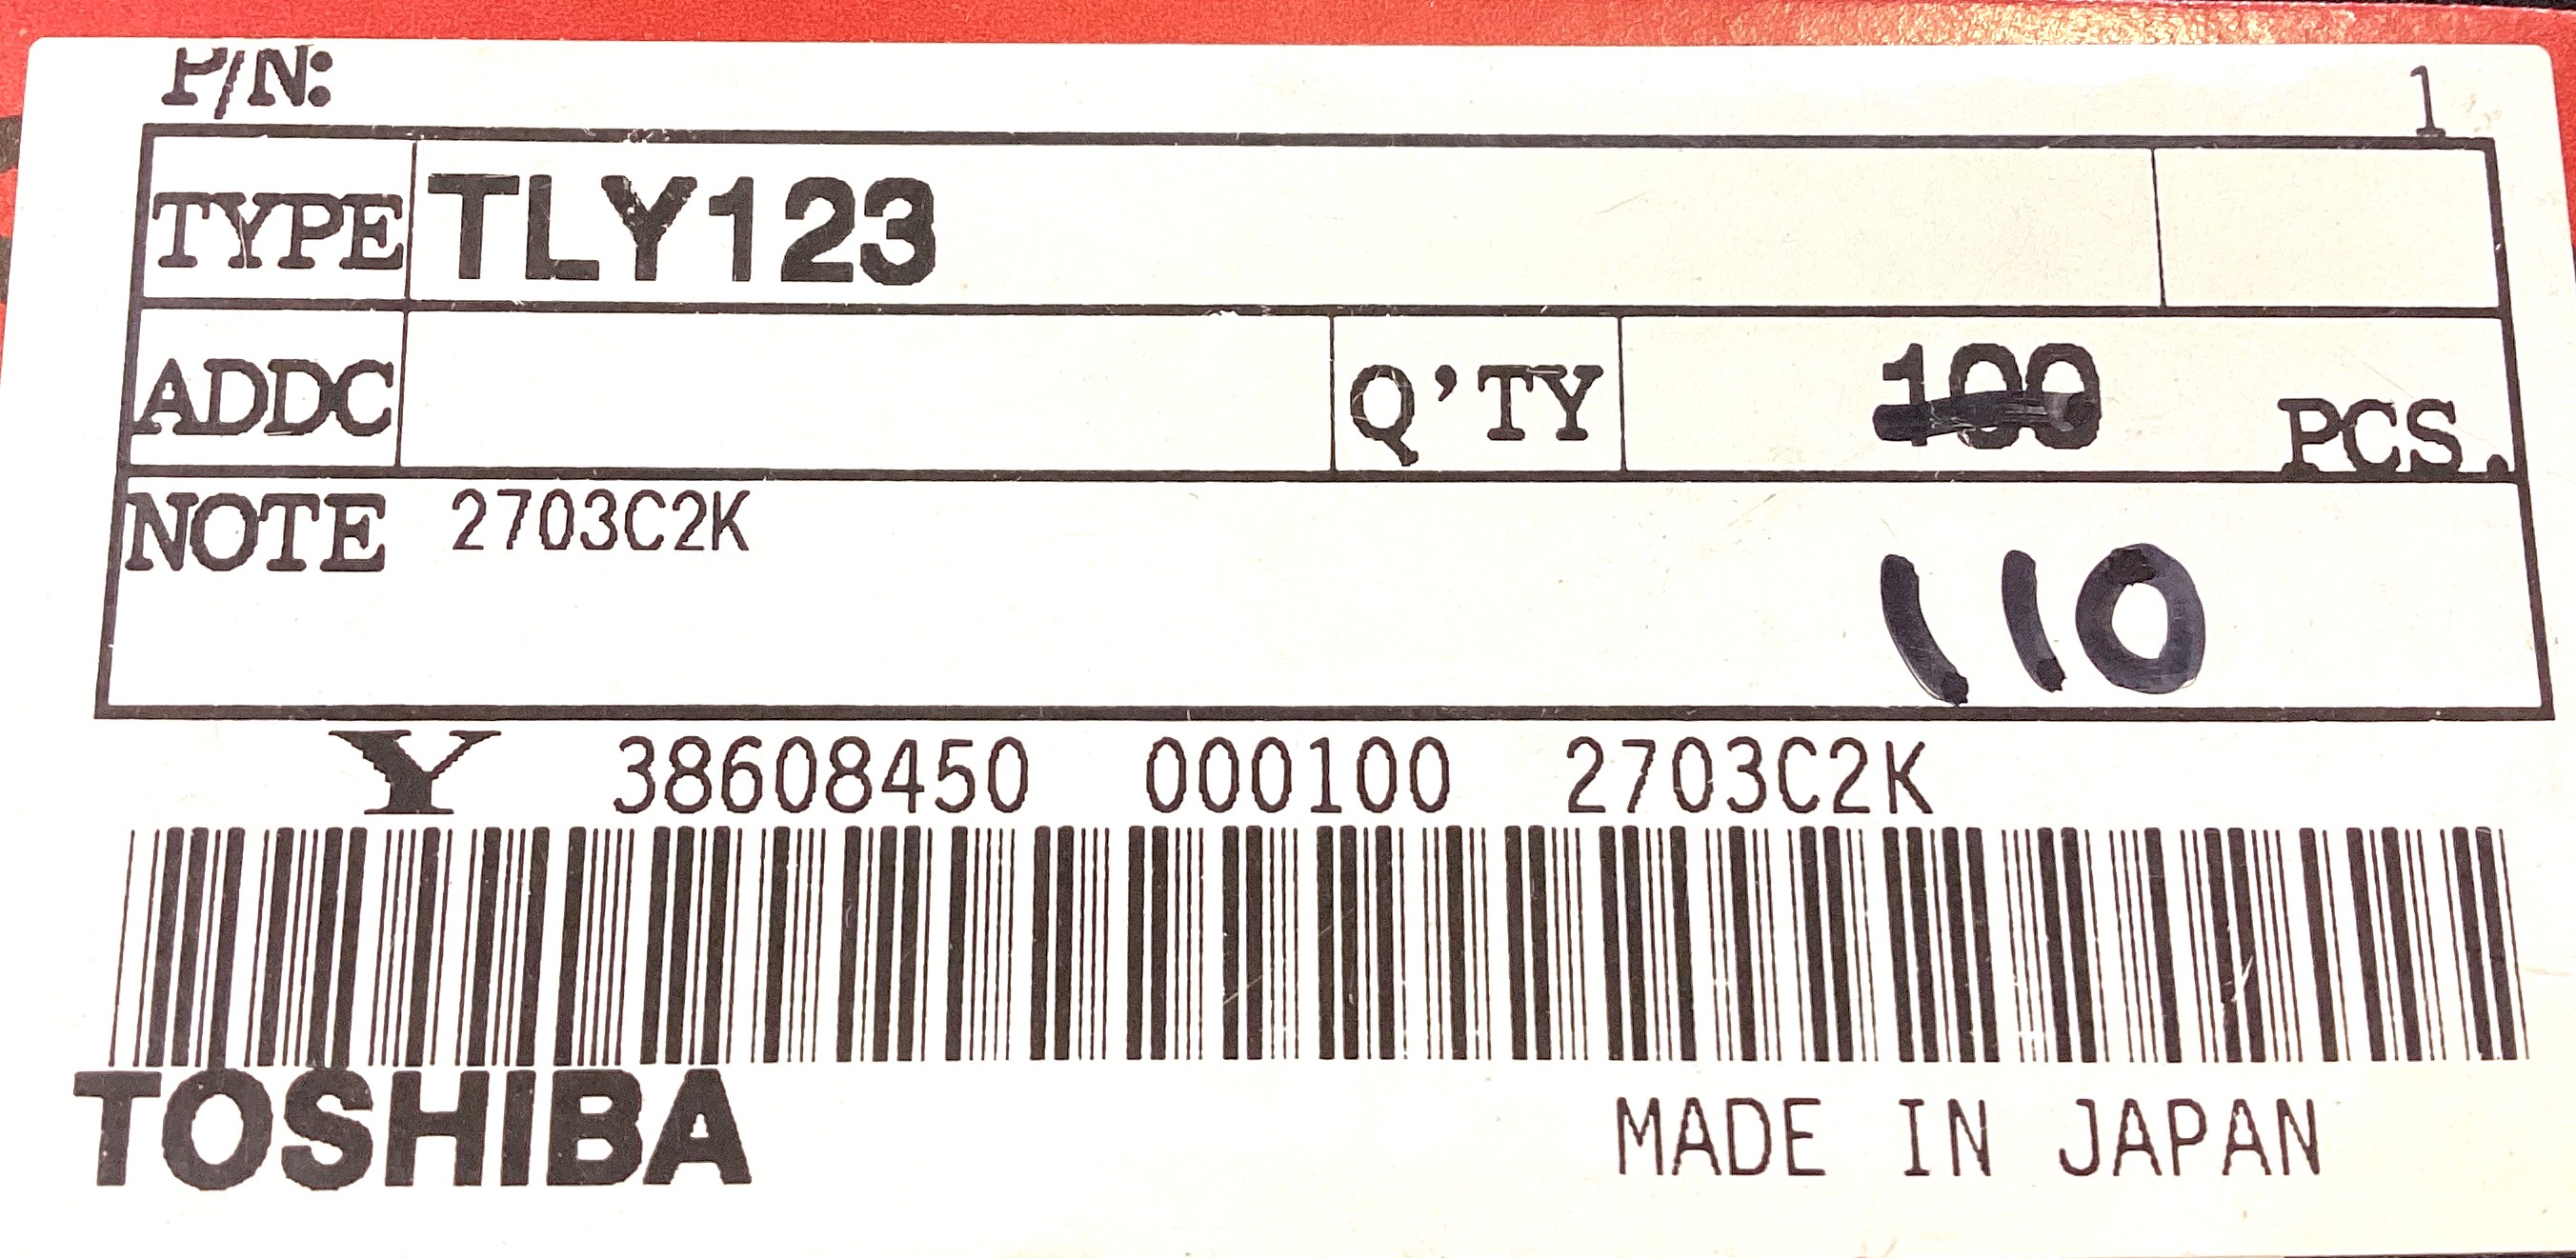 P/N:
1
TYPE TLY123
ADDC Q'TY 100 PCS.
NOTE 2703C2K
110
Y 38608450 000100 2703C2K
TOSHIBA MADE IN JAPAN